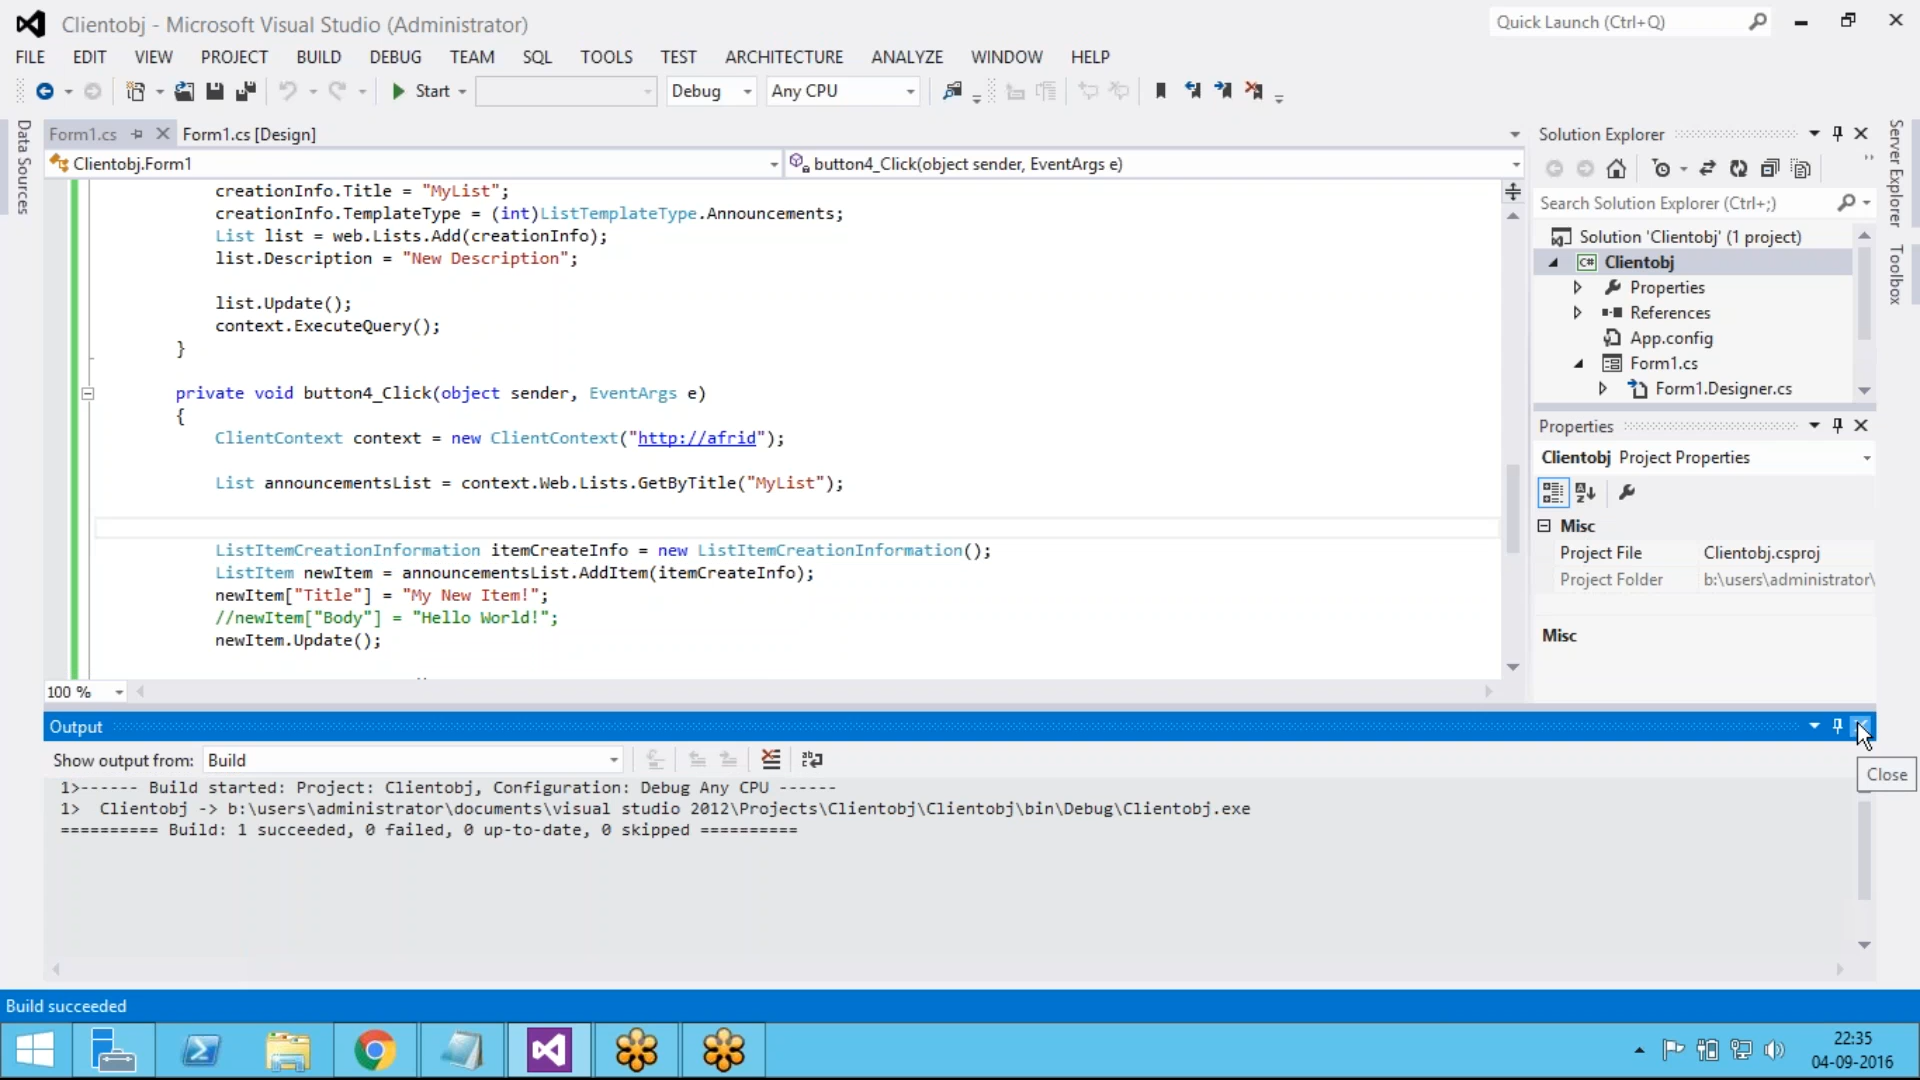 Clientobj - Microsoft Visual Studio (Administrator)
Quick Launch (Ctrl+Q)
FILE EDIT VIEW PROJECT BUILD DEBUG TEAM SQL TOOLS TEST ARCHITECTURE ANALYZE WINDOW HELP
Start Debug Any CPU
Data Sources
Form1.cs Form1.cs [Design]
Clientobj.Form1 button4_Click(object sender, EventArgs e)
creationInfo.Title = "MyList";
creationInfo.TemplateType = (int)ListTemplateType.Announcements;
List list = web.Lists.Add(creationInfo);
list.Description = "New Description";
list.Update();
context.ExecuteQuery();
}
private void button4_Click(object sender, EventArgs e)
{
ClientContext context = new ClientContext("http://afrid");
List announcementsList = context.Web.Lists.GetByTitle("MyList");
ListItemCreationInformation itemCreateInfo = new ListItemCreationInformation();
ListItem newItem = announcementsList.AddItem(itemCreateInfo);
newItem["Title"] = "My New Item!";
//newItem["Body"] = "Hello World!";
newItem.Update();
100 %
Solution Explorer
Search Solution Explorer (Ctrl+;)
Solution 'Clientobj' (1 project)
C# Clientobj
Properties
References
App.config
Form1.cs
Form1.Designer.cs
Properties
Clientobj Project Properties
Misc
Project File Clientobj.csproj
Project Folder b:\users\administrator\
Misc
Server Explorer
Toolbox
Output
Show output from: Build
Close
1>------ Build started: Project: Clientobj, Configuration: Debug Any CPU ------
1>  Clientobj -> b:\users\administrator\documents\visual studio 2012\Projects\Clientobj\Clientobj\bin\Debug\Clientobj.exe
========== Build: 1 succeeded, 0 failed, 0 up-to-date, 0 skipped ==========
Build succeeded
22:35
04-09-2016